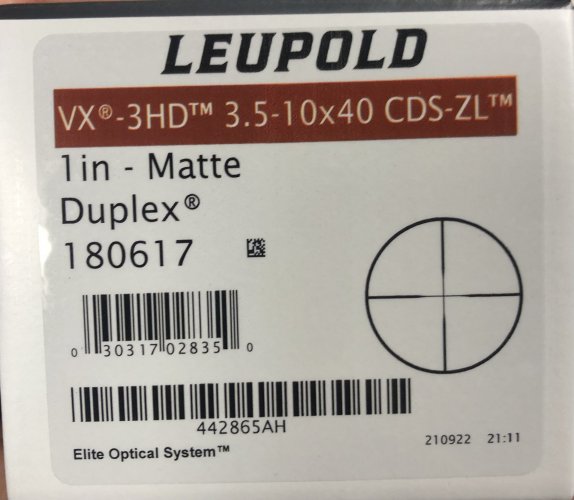 LEUPOLD
VX®-3HD™ 3.5-10x40 CDS-ZL™
1in - Matte
Duplex®
180617
0 30317 02835 0
442865AH
Elite Optical System™
210922 21:11